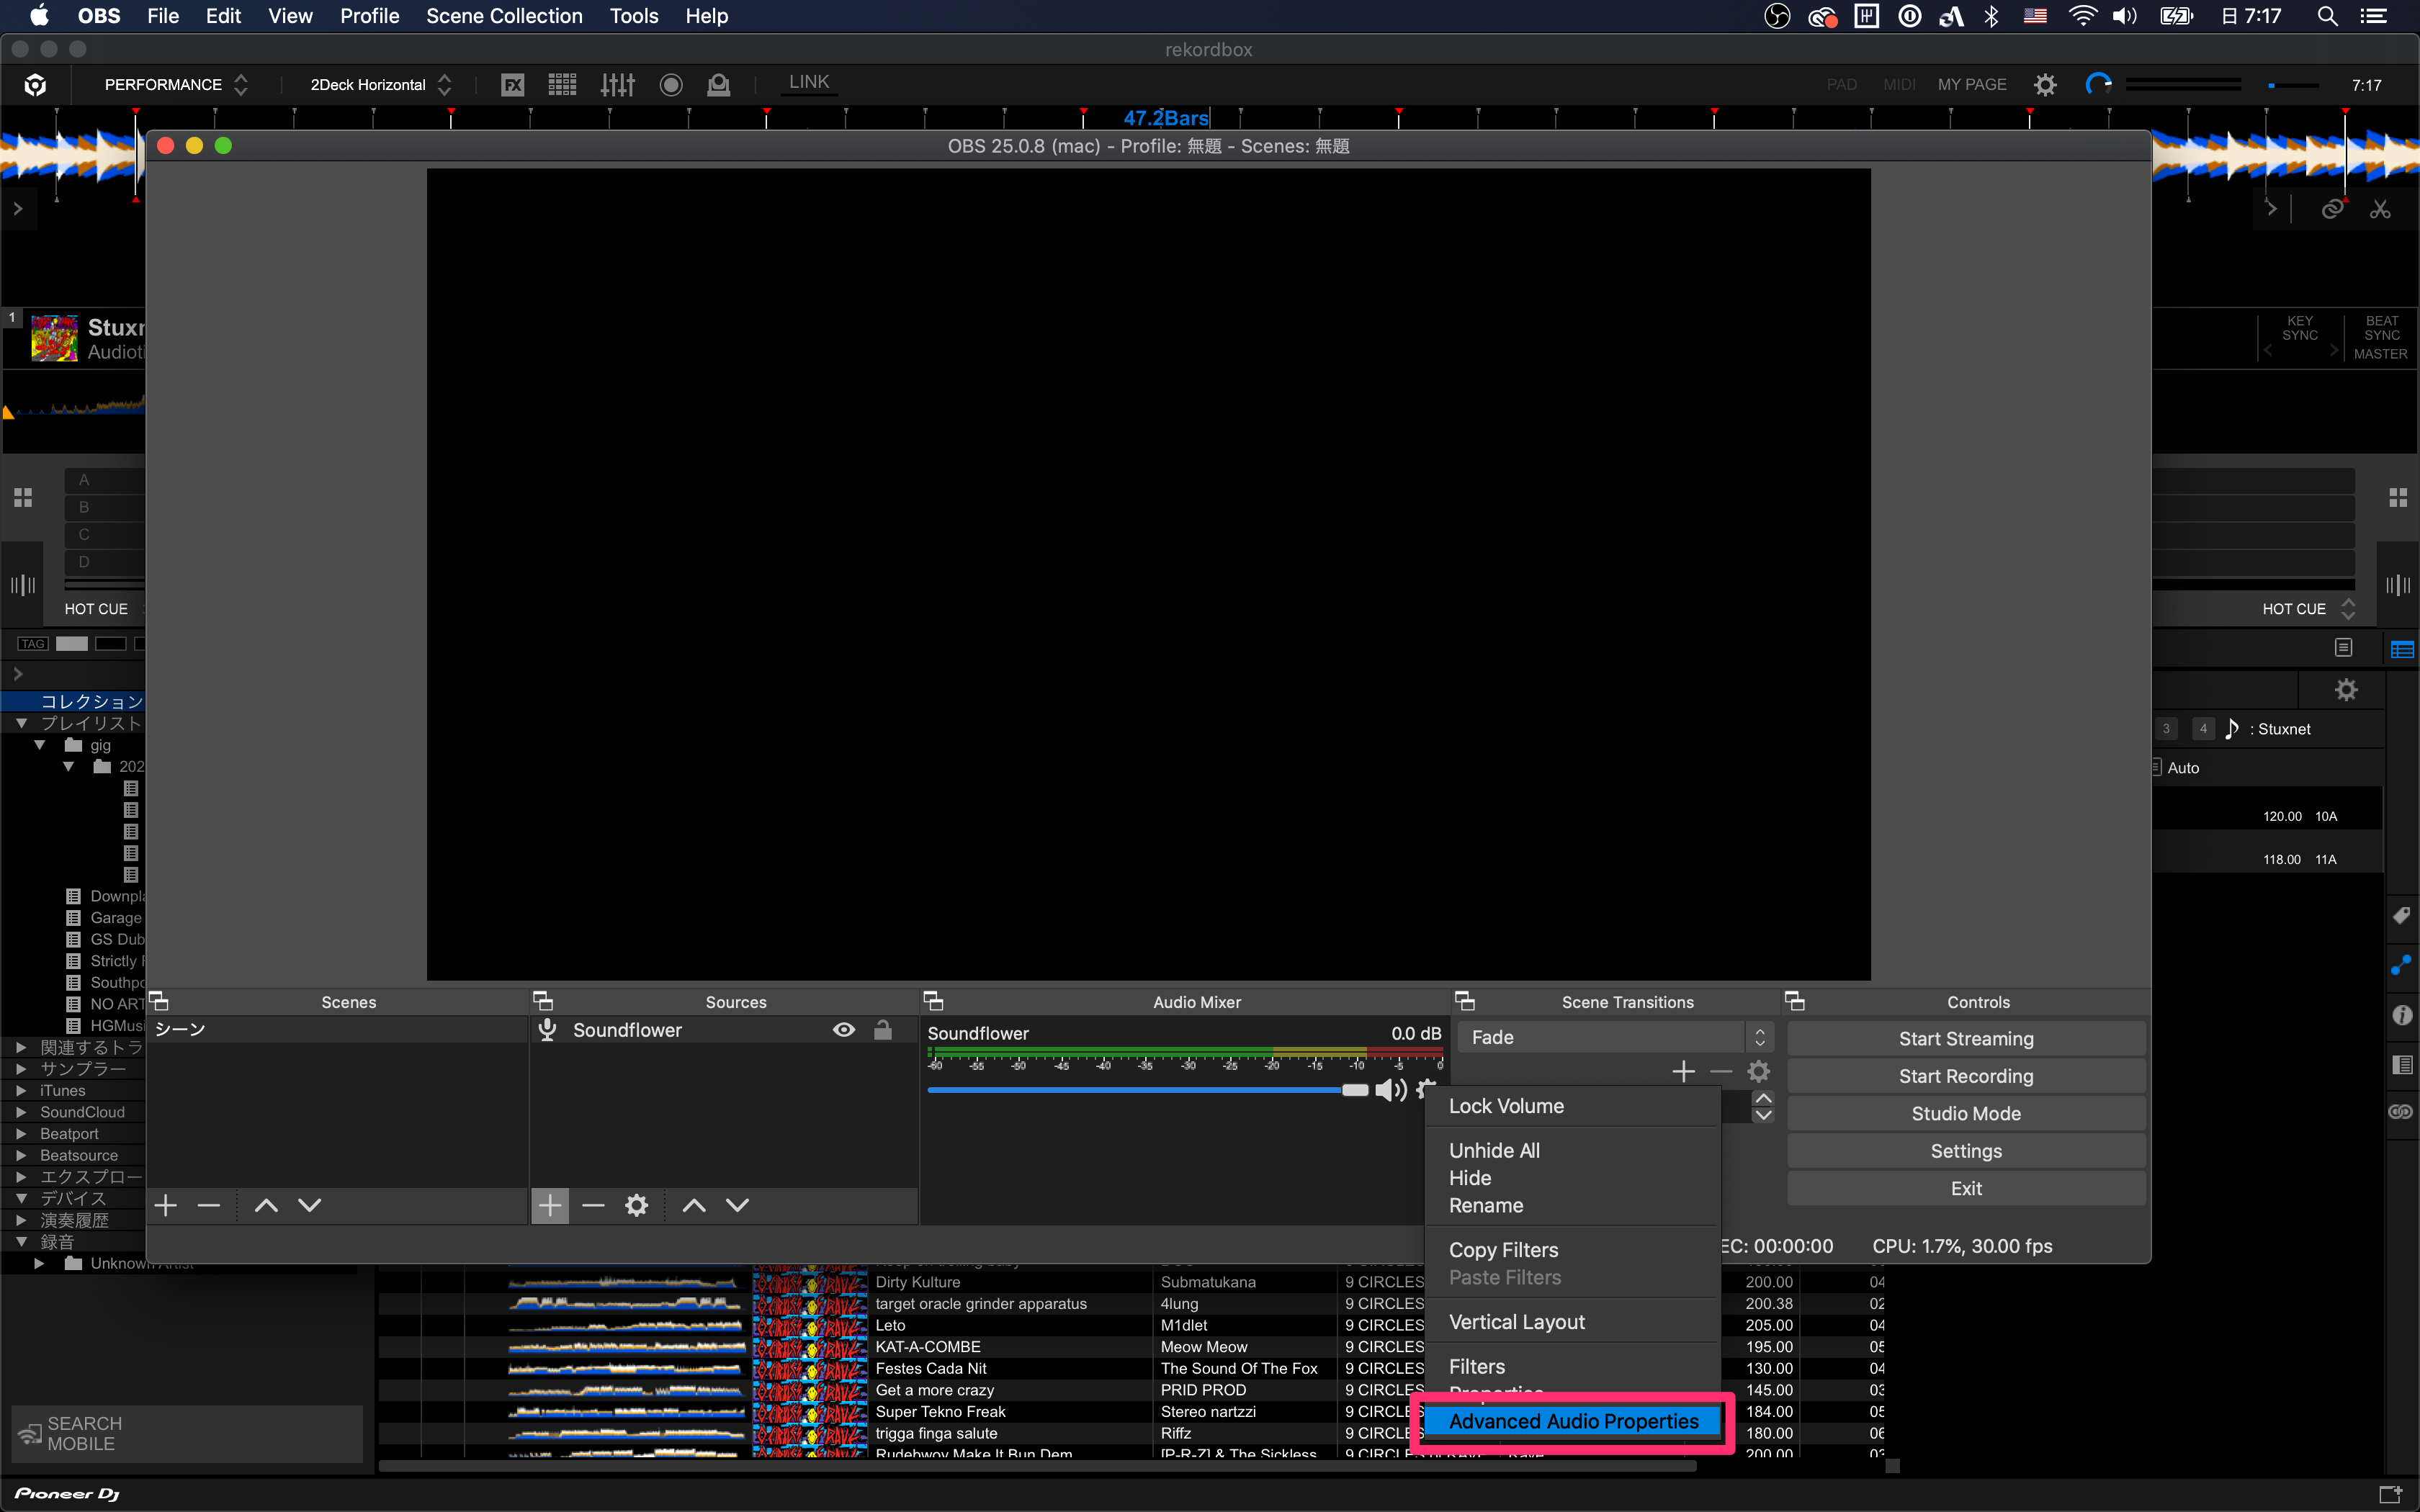 OBS File Edit View Profile Scene Collection Tools Help
日 7:17
rekordbox
PERFORMANCE 2Deck Horizontal FX LINK PAD MIDI MY PAGE 7:17
47.2Bars
OBS 25.0.8 (mac) - Profile: 無題 - Scenes: 無題
1
Audioti
KEY SYNC
BEAT SYNC
MASTER
A
B
C
D
HOT CUE
HOT CUE
TAG
コレクション
プレイリスト
gig
202
3 4 : Stuxnet
Auto
120.00 10A
118.00 11A
Downpla
Garage
GS Dub
Strictly
Southpo
NO ART
HGMusi
関連するトラ
サンプラー
iTunes
SoundCloud
Beatport
Beatsource
エクスプロー
デバイス
演奏履歴
録音
Unknown Artist
Scenes
シーン
Sources
Soundflower
Audio Mixer
Soundflower 0.0 dB
-60 -55 -50 -45 -40 -35 -30 -25 -20 -15 -10 -5 0
Scene Transitions
Fade
Controls
Start Streaming
Start Recording
Studio Mode
Settings
Exit
Lock Volume
Unhide All
Hide
Rename
Copy Filters
Paste Filters
Vertical Layout
Filters
Properties
Advanced Audio Properties
EC: 00:00:00 CPU: 1.7%, 30.00 fps
Dirty Kulture Submatukana 9 CIRCLES 200.00 04
target oracle grinder apparatus 4lung 9 CIRCLES 200.38 02
Leto M1dlet 9 CIRCLES 205.00 04
KAT-A-COMBE Meow Meow 9 CIRCLES 195.00 05
Festes Cada Nit The Sound Of The Fox 9 CIRCLES 130.00 04
Get a more crazy PRID PROD 9 CIRCLES 145.00 03
Super Tekno Freak Stereo nartzzi 9 CIRCLES 184.00 05
trigga finga salute Riffz 9 CIRCLES 180.00 06
Rudebwoy Make It Bun Dem [P-R-Z] & The Sickless 9 CIRCLES 200.00 03
SEARCH
MOBILE
Pioneer Dj